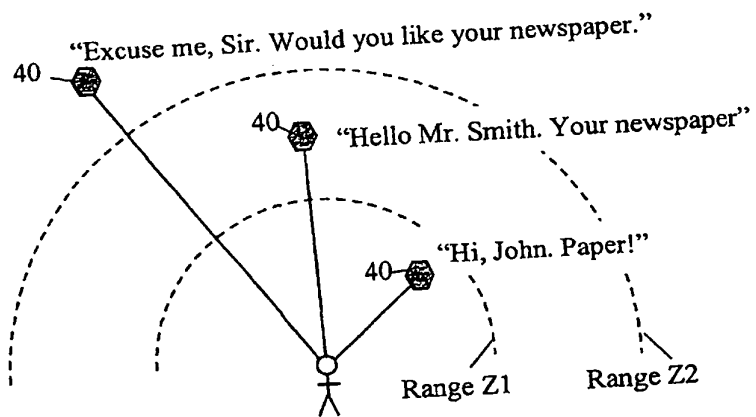 “Excuse me, Sir. Would you like your newspaper.”
40
40
“Hello Mr. Smith. Your newspaper”
40
“Hi, John. Paper!”
Range Z1
Range Z2